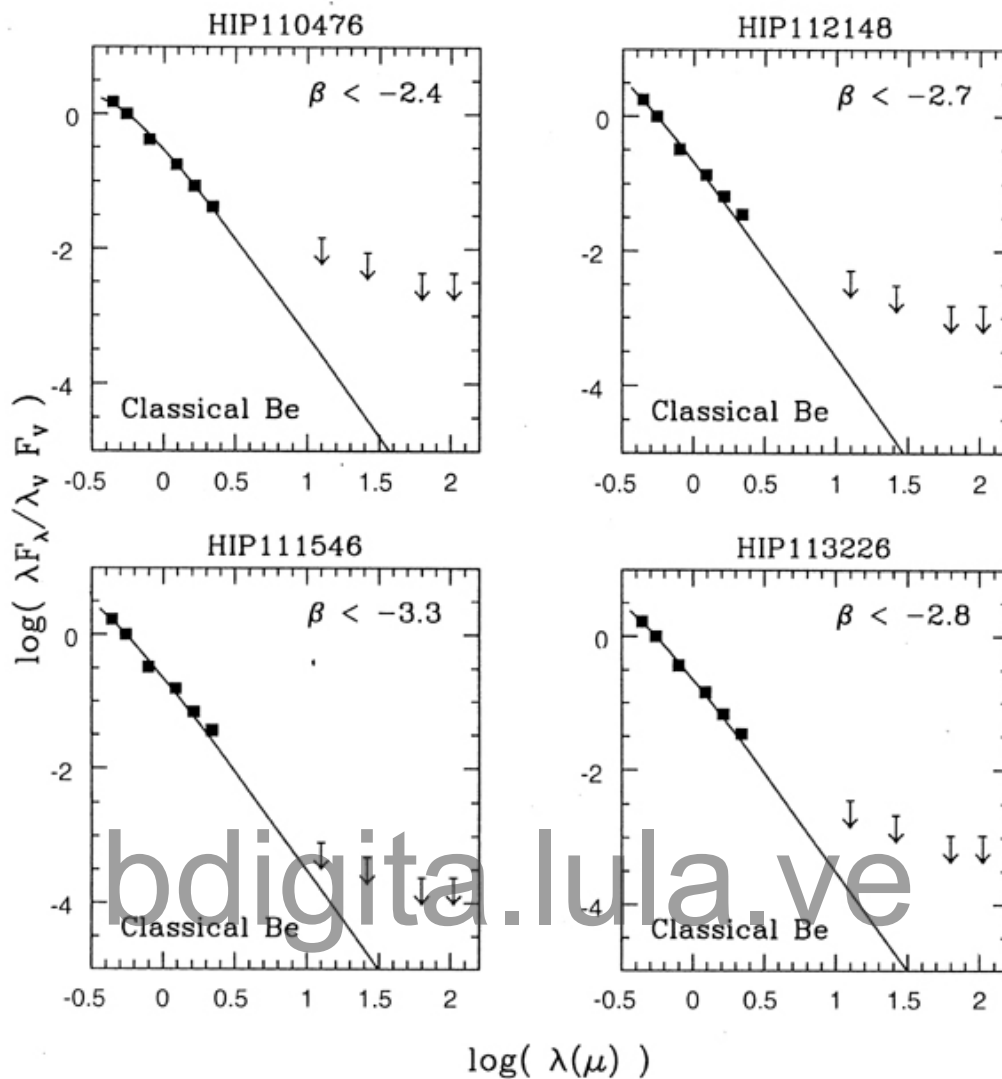 HIP110476
β < -2.4
0
-2
-4
Classical Be
-0.5 0 0.5 1 1.5 2
HIP112148
β < -2.7
0
-2
-4
Classical Be
-0.5 0 0.5 1 1.5 2
log( λF_λ/λ_V F_V )
HIP111546
β < -3.3
0
-2
-4
Classical Be
-0.5 0 0.5 1 1.5 2
HIP113226
β < -2.8
0
-2
-4
Classical Be
-0.5 0 0.5 1 1.5 2
log( λ(μ) )
bdigita.lula.ve